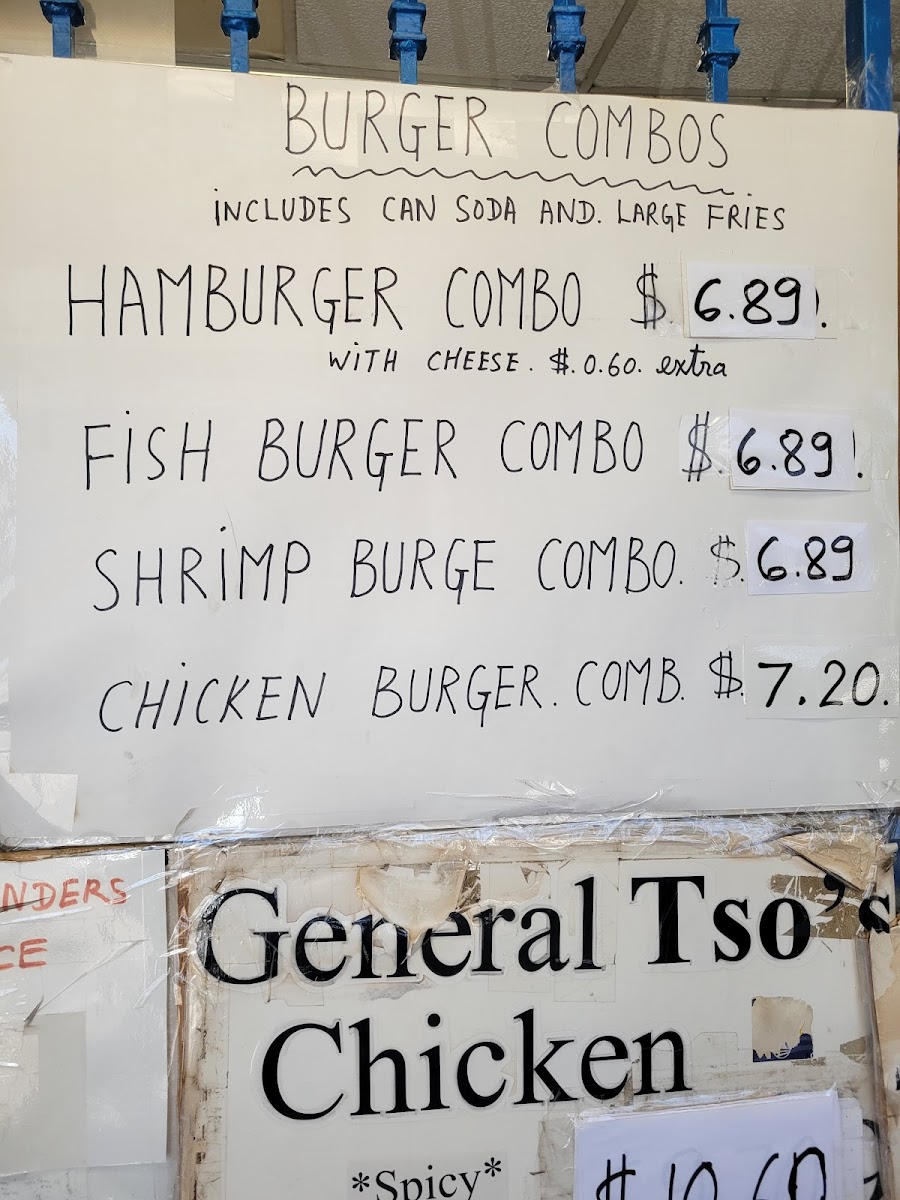 BURGER COMBOS
iNCLUDES CAN SODA AND. LARGE FRiES
HAMBURGER COMBO $. 6.89!.
WiTH CHEESE. $. 0.60. extra
FiSH BURGER COMBO $. 6.89!.
SHRiMP BURGE COMBO. $. 6.89
CHiCKEN BURGER. COMB. $. 7.20.
NDERS
CE
General Tso's
Chicken
*Spicy*